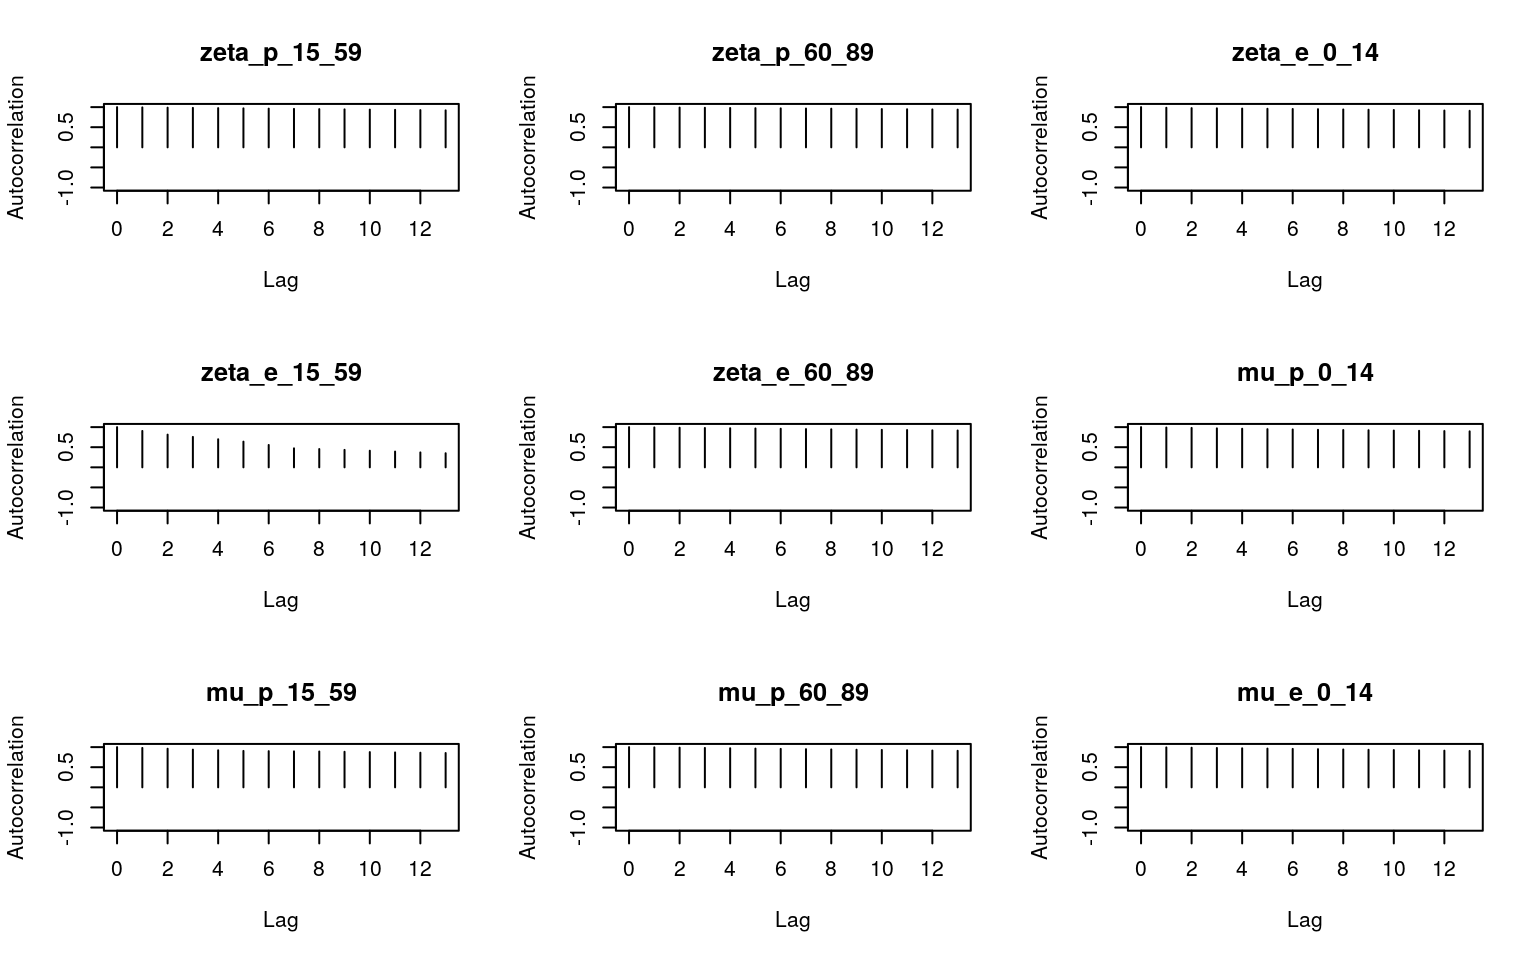 zeta_p_15_59
Autocorrelation
0.5
-1.0
0 2 4 6 8 10 12
Lag
zeta_p_60_89
Autocorrelation
0.5
-1.0
0 2 4 6 8 10 12
Lag
zeta_e_0_14
Autocorrelation
0.5
-1.0
0 2 4 6 8 10 12
Lag
zeta_e_15_59
Autocorrelation
0.5
-1.0
0 2 4 6 8 10 12
Lag
zeta_e_60_89
Autocorrelation
0.5
-1.0
0 2 4 6 8 10 12
Lag
mu_p_0_14
Autocorrelation
0.5
-1.0
0 2 4 6 8 10 12
Lag
mu_p_15_59
Autocorrelation
0.5
-1.0
0 2 4 6 8 10 12
Lag
mu_p_60_89
Autocorrelation
0.5
-1.0
0 2 4 6 8 10 12
Lag
mu_e_0_14
Autocorrelation
0.5
-1.0
0 2 4 6 8 10 12
Lag